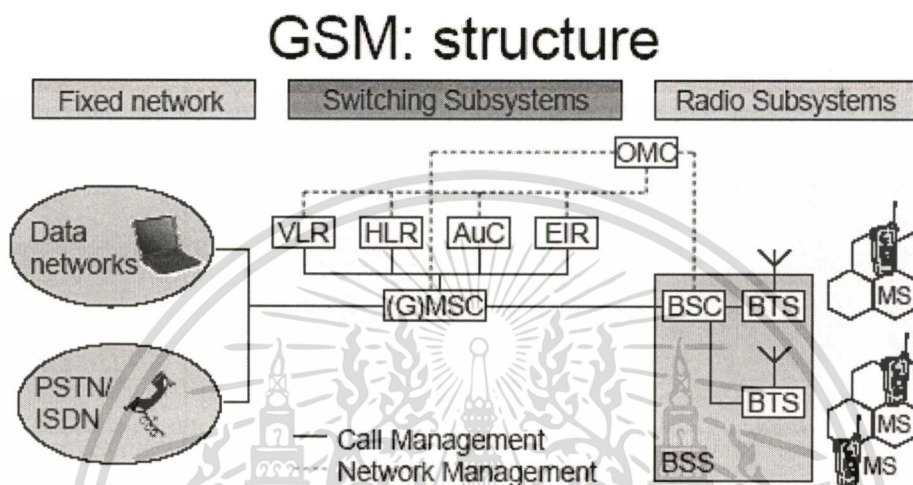 GSM: structure
Fixed network
Switching Subsystems
Radio Subsystems
OMC
Data
networks
VLR
HLR
AuC
EIR
(G)MSC
BSC
BTS
MS
PSTN/
ISDN
BTS
MS
MS
BSS
Call Management
Network Management